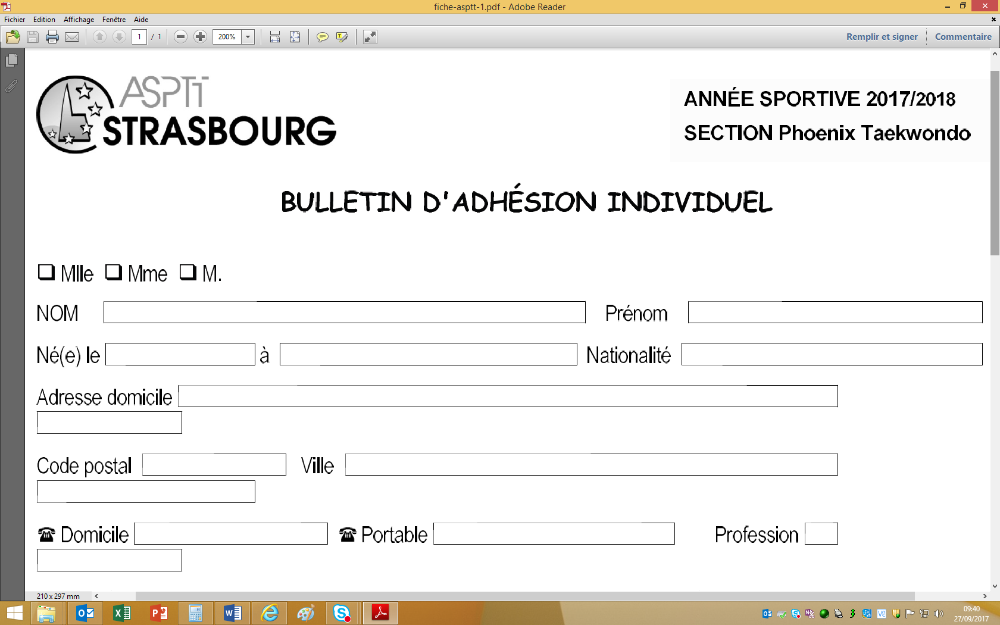 fiche-asptt-1.pdf - Adobe Reader
Fichier Edition Affichage Fenêtre Aide
1 / 1 200% Remplir et signer Commentaire
ASPTT
STRASBOURG
ANNÉE SPORTIVE 2017/2018
SECTION Phoenix Taekwondo
BULLETIN D'ADHÉSION INDIVIDUEL
❏ Mlle ❏ Mme ❏ M.
NOM Prénom
Né(e) le à Nationalité
Adresse domicile
Code postal Ville
☎ Domicile ☎ Portable Profession
210 x 297 mm
09:40
27/09/2017